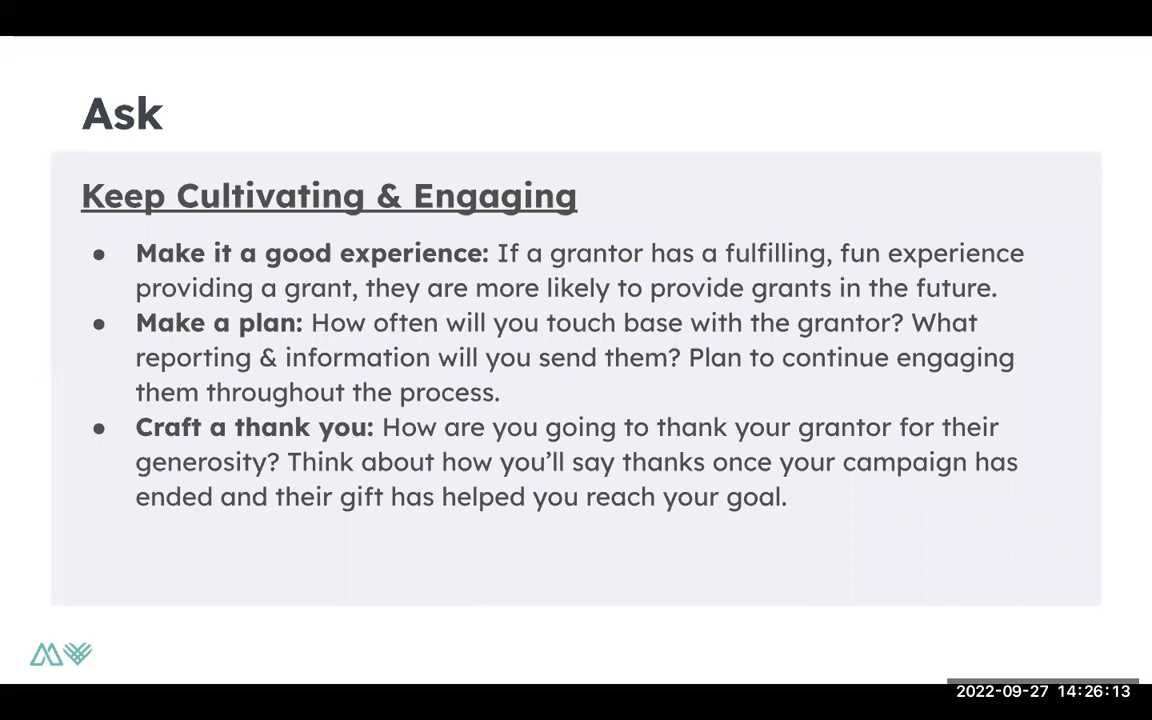 Ask
Keep Cultivating & Engaging
● Make it a good experience: If a grantor has a fulfilling, fun experience
providing a grant, they are more likely to provide grants in the future.
● Make a plan: How often will you touch base with the grantor? What
reporting & information will you send them? Plan to continue engaging
them throughout the process.
● Craft a thank you: How are you going to thank your grantor for their
generosity? Think about how you’ll say thanks once your campaign has
ended and their gift has helped you reach your goal.
2022-09-27 14:26:13